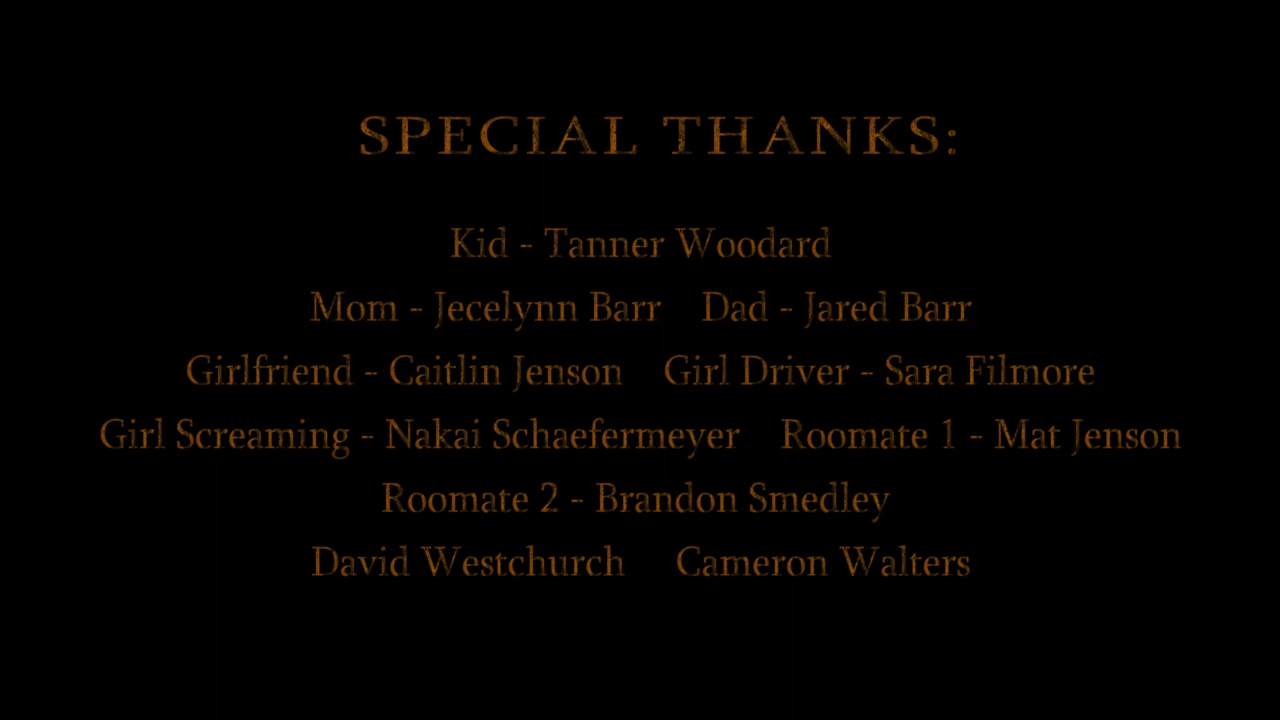 SPECIAL THANKS:
Kid - Tanner Woodard
Mom - Jecelynn Barr Dad - Jared Barr
Girlfriend - Caitlin Jenson Girl Driver - Sara Filmore
Girl Screaming - Nakai Schaefermeyer Roomate 1 - Mat Jenson
Roomate 2 - Brandon Smedley
David Westchurch Cameron Walters